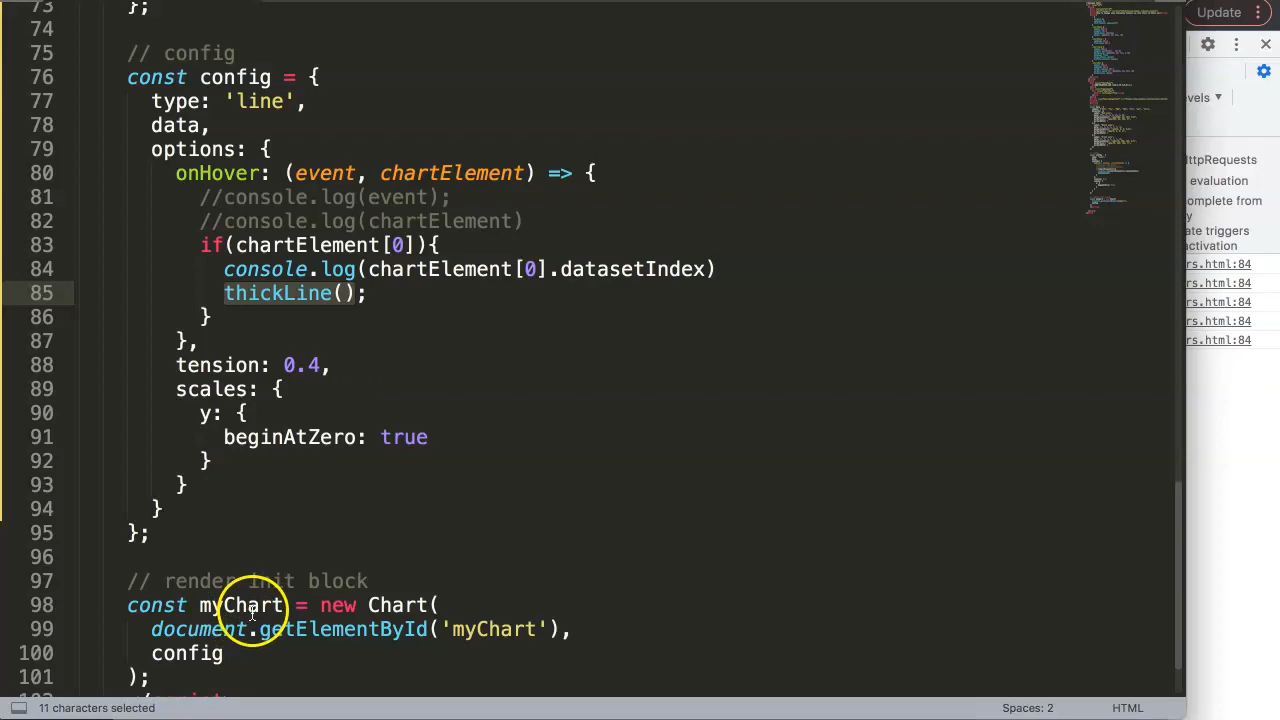 73 };
74
75 // config
76 const config = {
77 type: 'line',
78 data,
79 options: {
80 onHover: (event, chartElement) => {
81 //console.log(event);
82 //console.log(chartElement)
83 if(chartElement[0]){
84 console.log(chartElement[0].datasetIndex)
85 thickLine();
86 }
87 },
88 tension: 0.4,
89 scales: {
90 y: {
91 beginAtZero: true
92 }
93 }
94 }
95 };
96
97 // render init block
98 const myChart = new Chart(
99 document.getElementById('myChart'),
100 config
101 );
Update
evels
HttpRequests
evaluation
complete from
y
ate triggers
activation
rs.html:84
rs.html:84
rs.html:84
rs.html:84
rs.html:84
11 characters selected
Spaces: 2
HTML